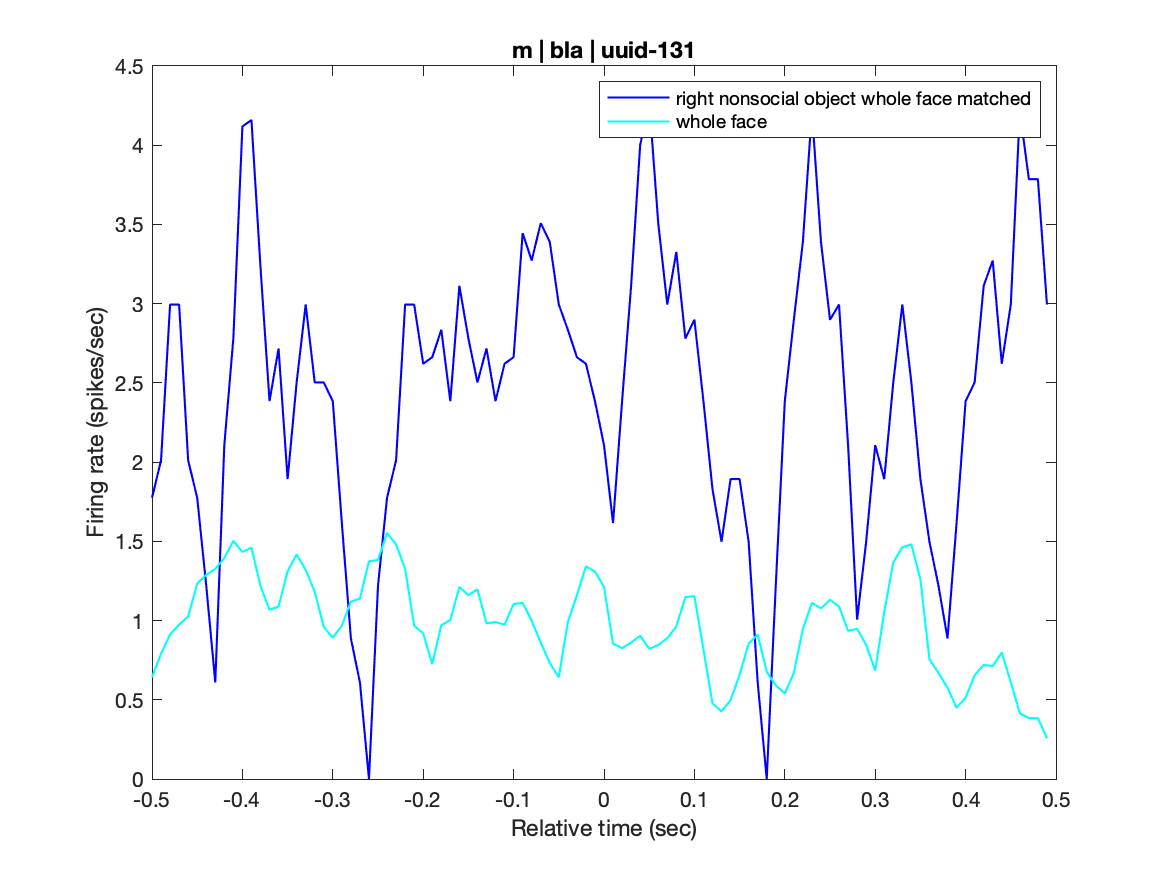 m | bla | uuid-131
right nonsocial object whole face matched
whole face
Firing rate (spikes/sec)
4.5
4
3.5
3
2.5
2
1.5
1
0.5
0
-0.5 -0.4 -0.3 -0.2 -0.1 0 0.1 0.2 0.3 0.4 0.5
Relative time (sec)